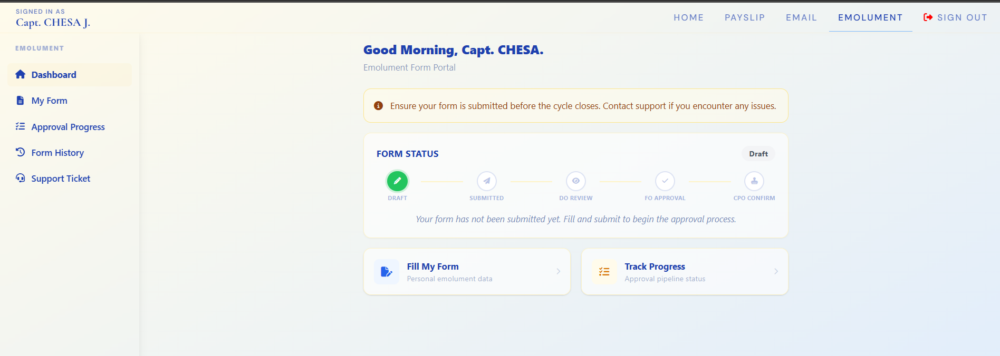 SIGNED IN AS
Capt. CHESA J.
HOME PAYSLIP EMAIL EMOLUMENT SIGN OUT
EMOLUMENT
Dashboard
My Form
Approval Progress
Form History
Support Ticket
Good Morning, Capt. CHESA.
Emolument Form Portal
Ensure your form is submitted before the cycle closes. Contact support if you encounter any issues.
FORM STATUS
Draft
DRAFT SUBMITTED DO REVIEW FO APPROVAL CPO CONFIRM
Your form has not been submitted yet. Fill and submit to begin the approval process.
Fill My Form
Personal emolument data
Track Progress
Approval pipeline status